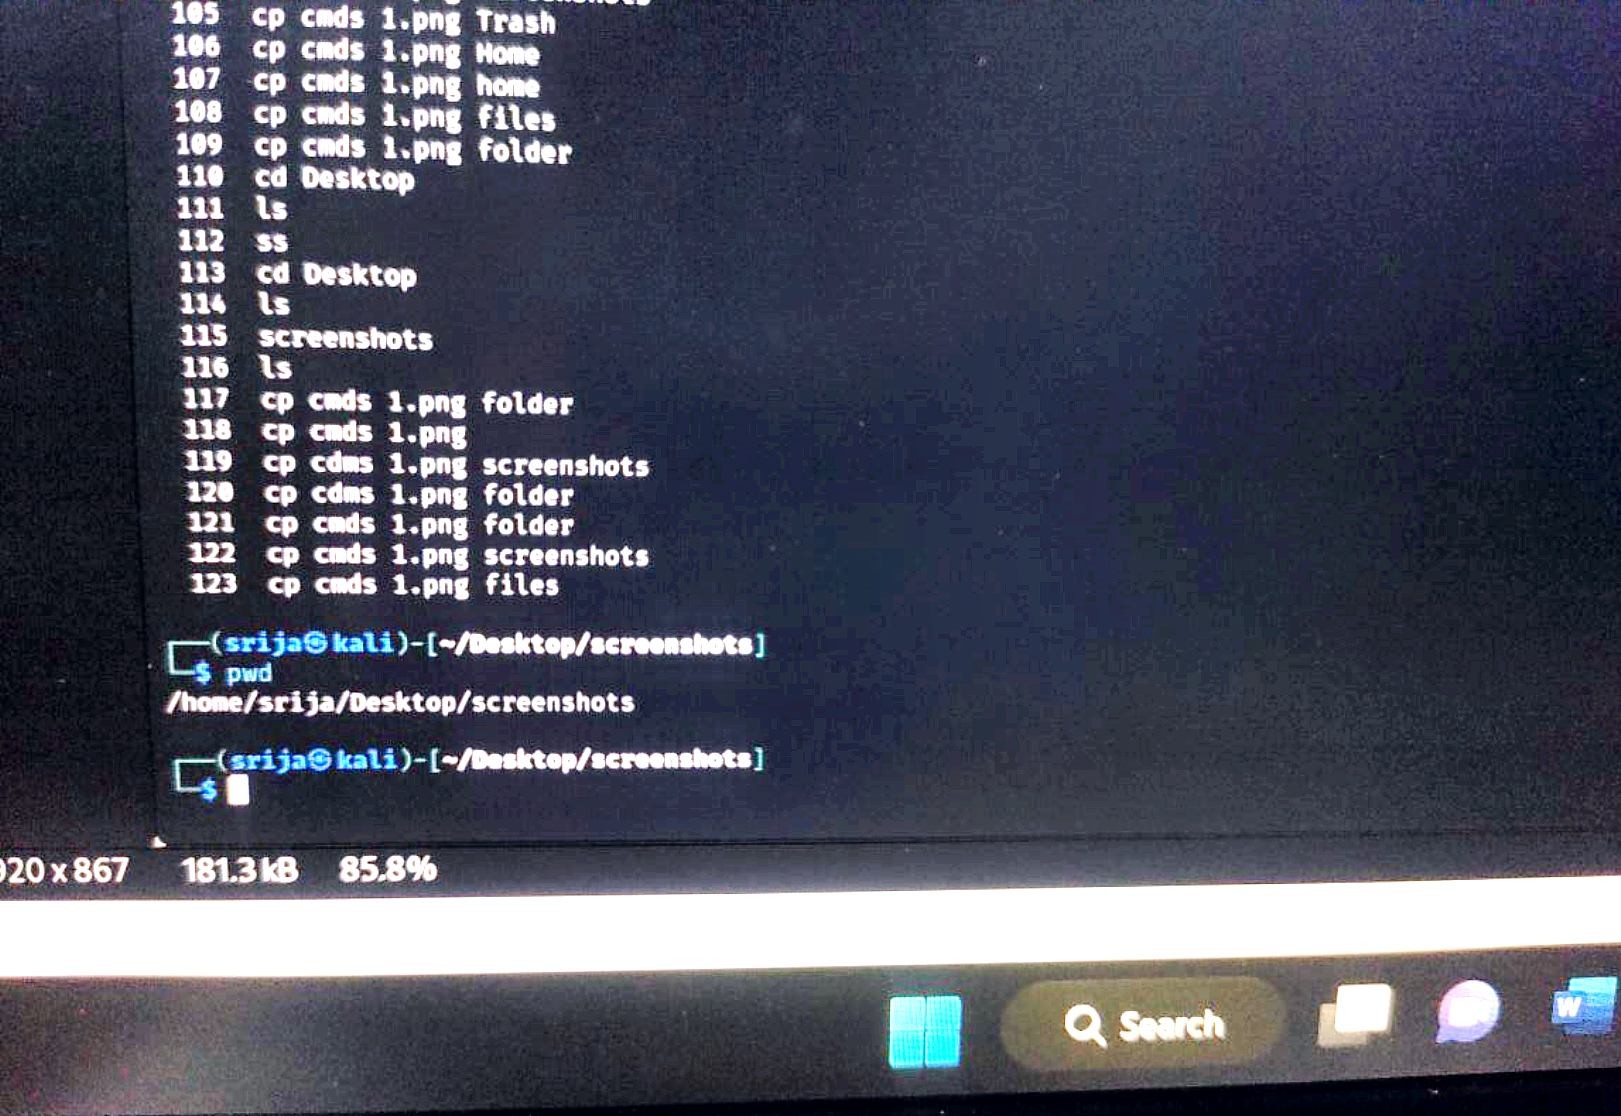 105 cp cmds 1.png Trash
106 cp cmds 1.png Home
107 cp cmds 1.png home
108 cp cmds 1.png files
109 cp cmds 1.png folder
110 cd Desktop
111 ls
112 ss
113 cd Desktop
114 ls
115 screenshots
116 ls
117 cp cmds 1.png folder
118 cp cmds 1.png
119 cp cdms 1.png screenshots
120 cp cdms 1.png folder
121 cp cmds 1.png folder
122 cp cmds 1.png screenshots
123 cp cmds 1.png files
┌──(srija㉿kali)-[~/Desktop/screenshots]
└─$ pwd
/home/srija/Desktop/screenshots
┌──(srija㉿kali)-[~/Desktop/screenshots]
└─$
020 x 867 181.3 kB 85.8%
Search
W